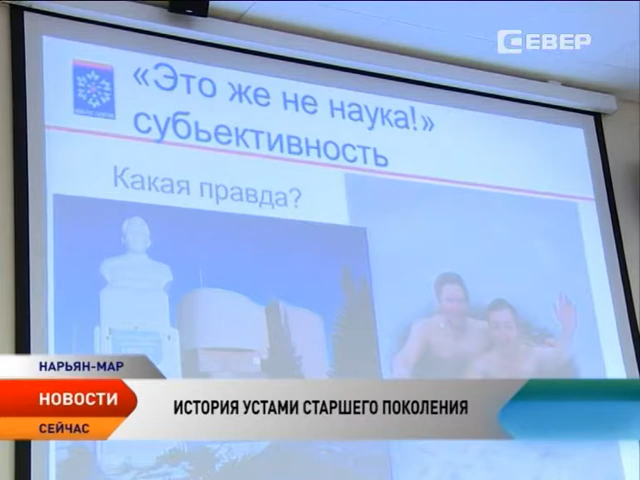 СЕВЕР
«Это же не наука!»
субьективность
Какая правда?
НАРЬЯН-МАР
НОВОСТИ
СЕЙЧАС
ИСТОРИЯ УСТАМИ СТАРШЕГО ПОКОЛЕНИЯ